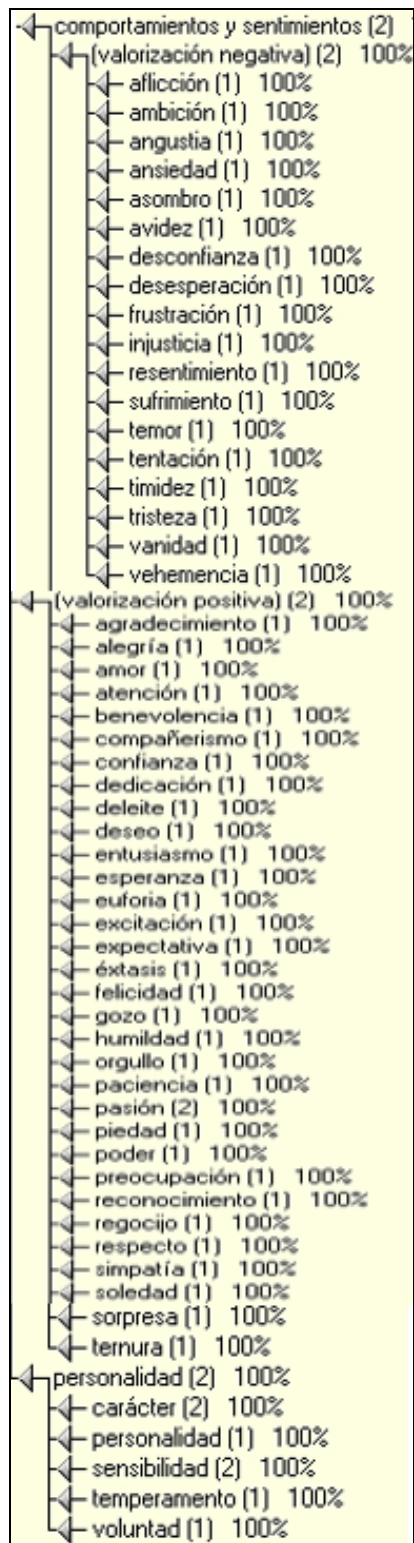 comportamientos y sentimientos (2)
(valorización negativa) (2) 100%
aflicción (1) 100%
ambición (1) 100%
angustia (1) 100%
ansiedad (1) 100%
asombro (1) 100%
avidez (1) 100%
desconfianza (1) 100%
desesperación (1) 100%
frustración (1) 100%
injusticia (1) 100%
resentimiento (1) 100%
sufrimiento (1) 100%
temor (1) 100%
tentación (1) 100%
timidez (1) 100%
tristeza (1) 100%
vanidad (1) 100%
vehemencia (1) 100%
(valorización positiva) (2) 100%
agradecimiento (1) 100%
alegría (1) 100%
amor (1) 100%
atención (1) 100%
benevolencia (1) 100%
compañerismo (1) 100%
confianza (1) 100%
dedicación (1) 100%
deleite (1) 100%
deseo (1) 100%
entusiasmo (1) 100%
esperanza (1) 100%
euforia (1) 100%
excitación (1) 100%
expectativa (1) 100%
éxtasis (1) 100%
felicidad (1) 100%
gozo (1) 100%
humildad (1) 100%
orgullo (1) 100%
paciencia (1) 100%
pasión (2) 100%
piedad (1) 100%
poder (1) 100%
preocupación (1) 100%
reconocimiento (1) 100%
regocijo (1) 100%
respecto (1) 100%
simpatía (1) 100%
soledad (1) 100%
sorpresa (1) 100%
ternura (1) 100%
personalidad (2) 100%
carácter (2) 100%
personalidad (1) 100%
sensibilidad (2) 100%
temperamento (1) 100%
voluntad (1) 100%